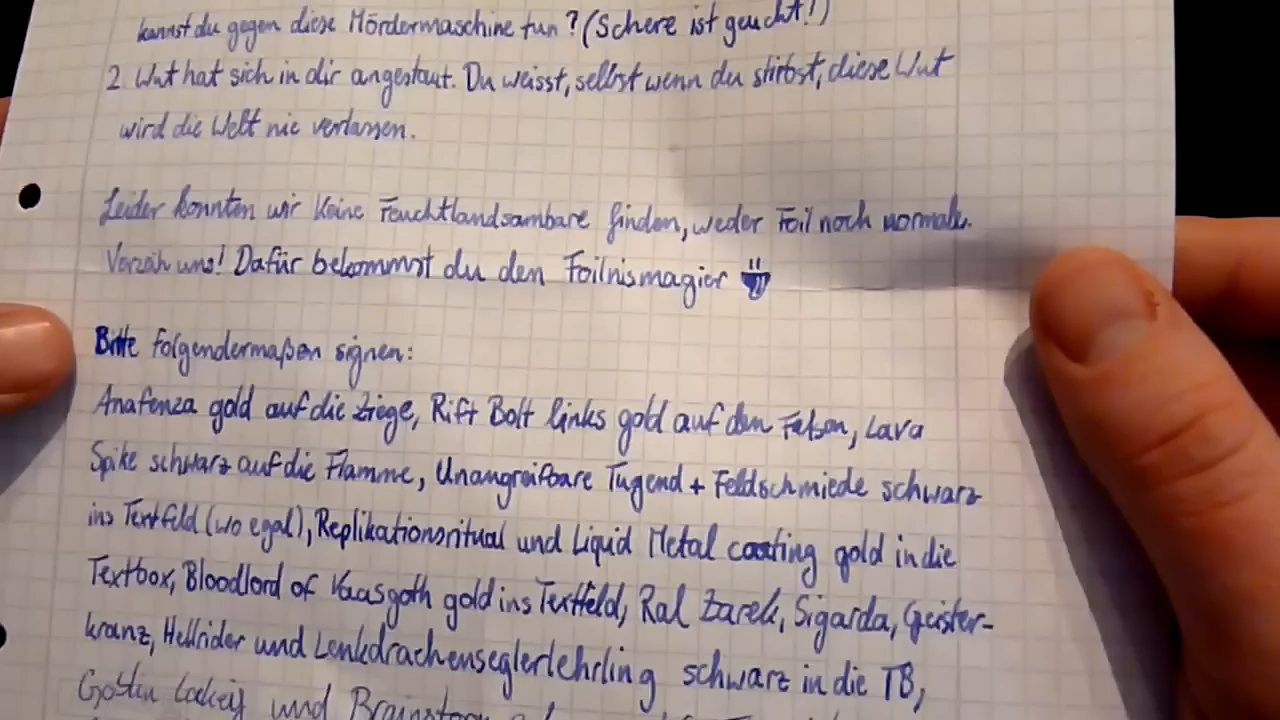 kannst du gegen diese Mördermaschine tun? (Schere ist geucht!)
2. Wut hat sich in dir angestaut. Du weisst, selbst wenn du stirbst, diese Wut
wird die Welt nie verlassen.
Leider konnten wir keine Feuchtlandsambare finden, weder Foil noch normale.
Verzeih uns! Dafür bekommst du den Foilnismagier
Bitte folgendermaßen signen:
Anafenza gold auf die Ziege, Rift Bolt links gold auf den Felsen, Lava
Spike schwarz auf die Flamme, Unangreifbare Tugend + Feldschmiede schwarz
ins Textfeld (wo egal), Replikationsritual und Liquid Metal coating gold in die
Textbox, Bloodlord of Vaasgoth gold ins Textfeld, Ral Zarek, Sigarda, Geister-
kranz, Hellrider und Lenkdrachenseglerlehrling schwarz in die TB,
Goblin und Brainstorm